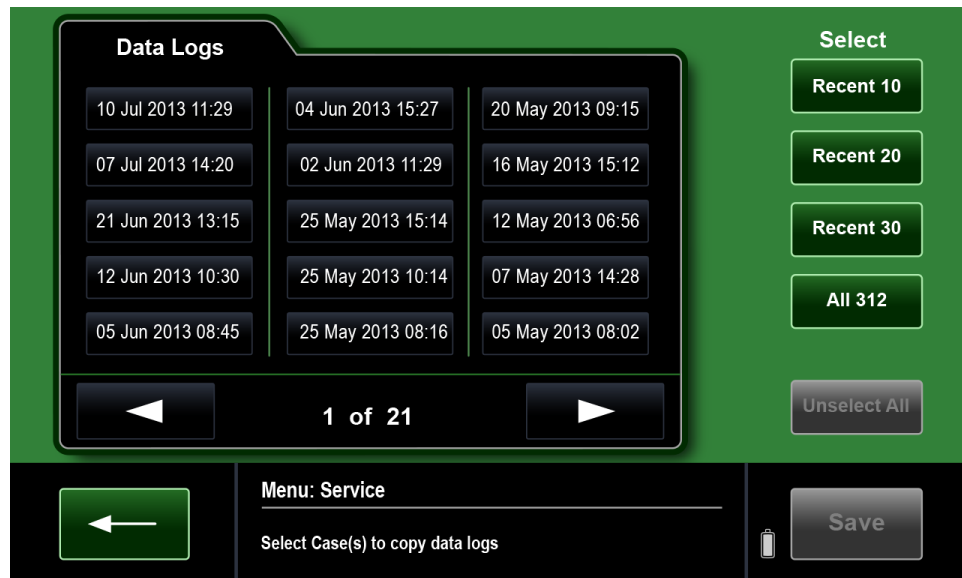 Data Logs
10 Jul 2013 11:29
07 Jul 2013 14:20
21 Jun 2013 13:15
12 Jun 2013 10:30
05 Jun 2013 08:45
04 Jun 2013 15:27
02 Jun 2013 11:29
25 May 2013 15:14
25 May 2013 10:14
25 May 2013 08:16
20 May 2013 09:15
16 May 2013 15:12
12 May 2013 06:56
07 May 2013 14:28
05 May 2013 08:02
1 of 21
Select
Recent 10
Recent 20
Recent 30
All 312
Unselect All
Menu: Service
Select Case(s) to copy data logs
Save